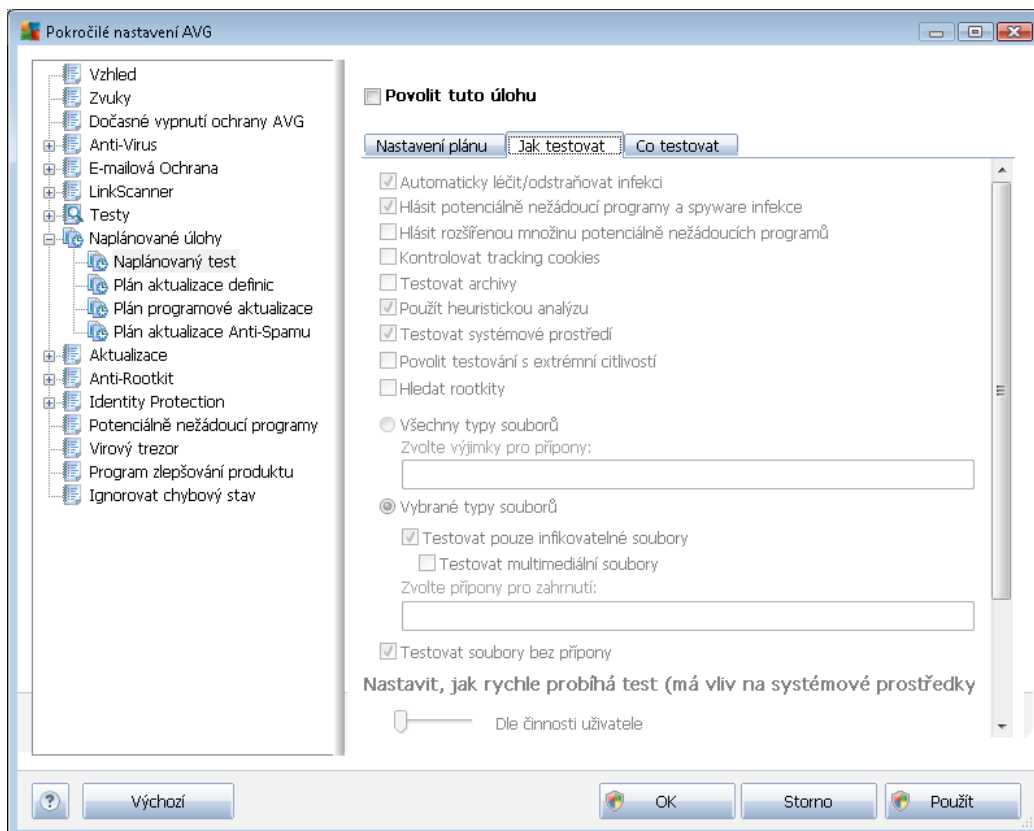 Pokročilé nastavení AVG
Vzhled
Zvuky
Dočasné vypnutí ochrany AVG
Anti-Virus
E-mailová Ochrana
LinkScanner
Testy
Naplánované úlohy
Naplánovaný test
Plán aktualizace definic
Plán programové aktualizace
Plán aktualizace Anti-Spamu
Aktualizace
Anti-Rootkit
Identity Protection
Potenciálně nežádoucí programy
Virový trezor
Program zlepšování produktu
Ignorovat chybový stav
Povolit tuto úlohu
Nastavení plánu Jak testovat Co testovat
Automaticky léčit/odstraňovat infekci
Hlásit potenciálně nežádoucí programy a spyware infekce
Hlásit rozšířenou množinu potenciálně nežádoucích programů
Kontrolovat tracking cookies
Testovat archivy
Použít heuristickou analýzu
Testovat systémové prostředí
Povolit testování s extrémní citlivostí
Hledat rootkity
Všechny typy souborů
Zvolte výjimky pro přípony:
Vybrané typy souborů
Testovat pouze infikovatelné soubory
Testovat multimediální soubory
Zvolte přípony pro zahrnutí:
Testovat soubory bez přípony
Nastavit, jak rychle probíhá test (má vliv na systémové prostředky
Dle činnosti uživatele
? Výchozí OK Storno Použít